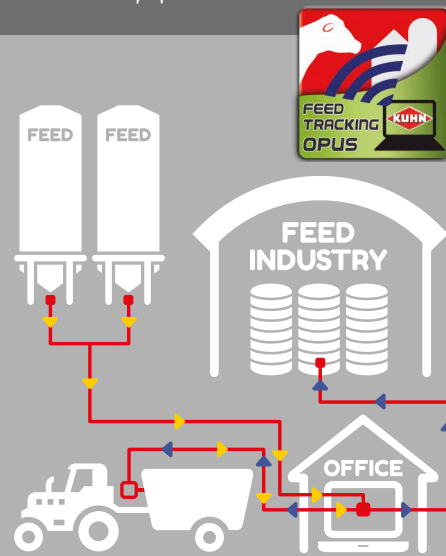 FEED
TRACKING
OPUS
KUHN
FEED
FEED
FEED
INDUSTRY
OFFICE